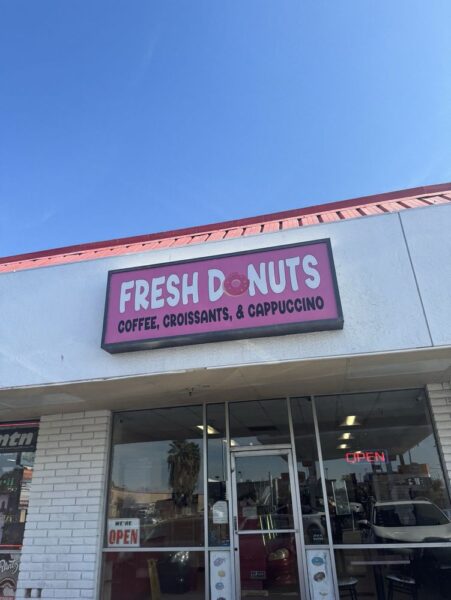 FRESH DONUTS
COFFEE, CROISSANTS, & CAPPUCCINO
OPEN
WE'RE
OPEN